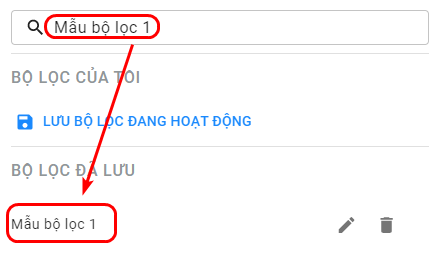 Mẫu bộ lọc 1
BỘ LỌC CỦA TÔI
LƯU BỘ LỌC ĐANG HOẠT ĐỘNG
BỘ LỌC ĐÃ LƯU
Mẫu bộ lọc 1